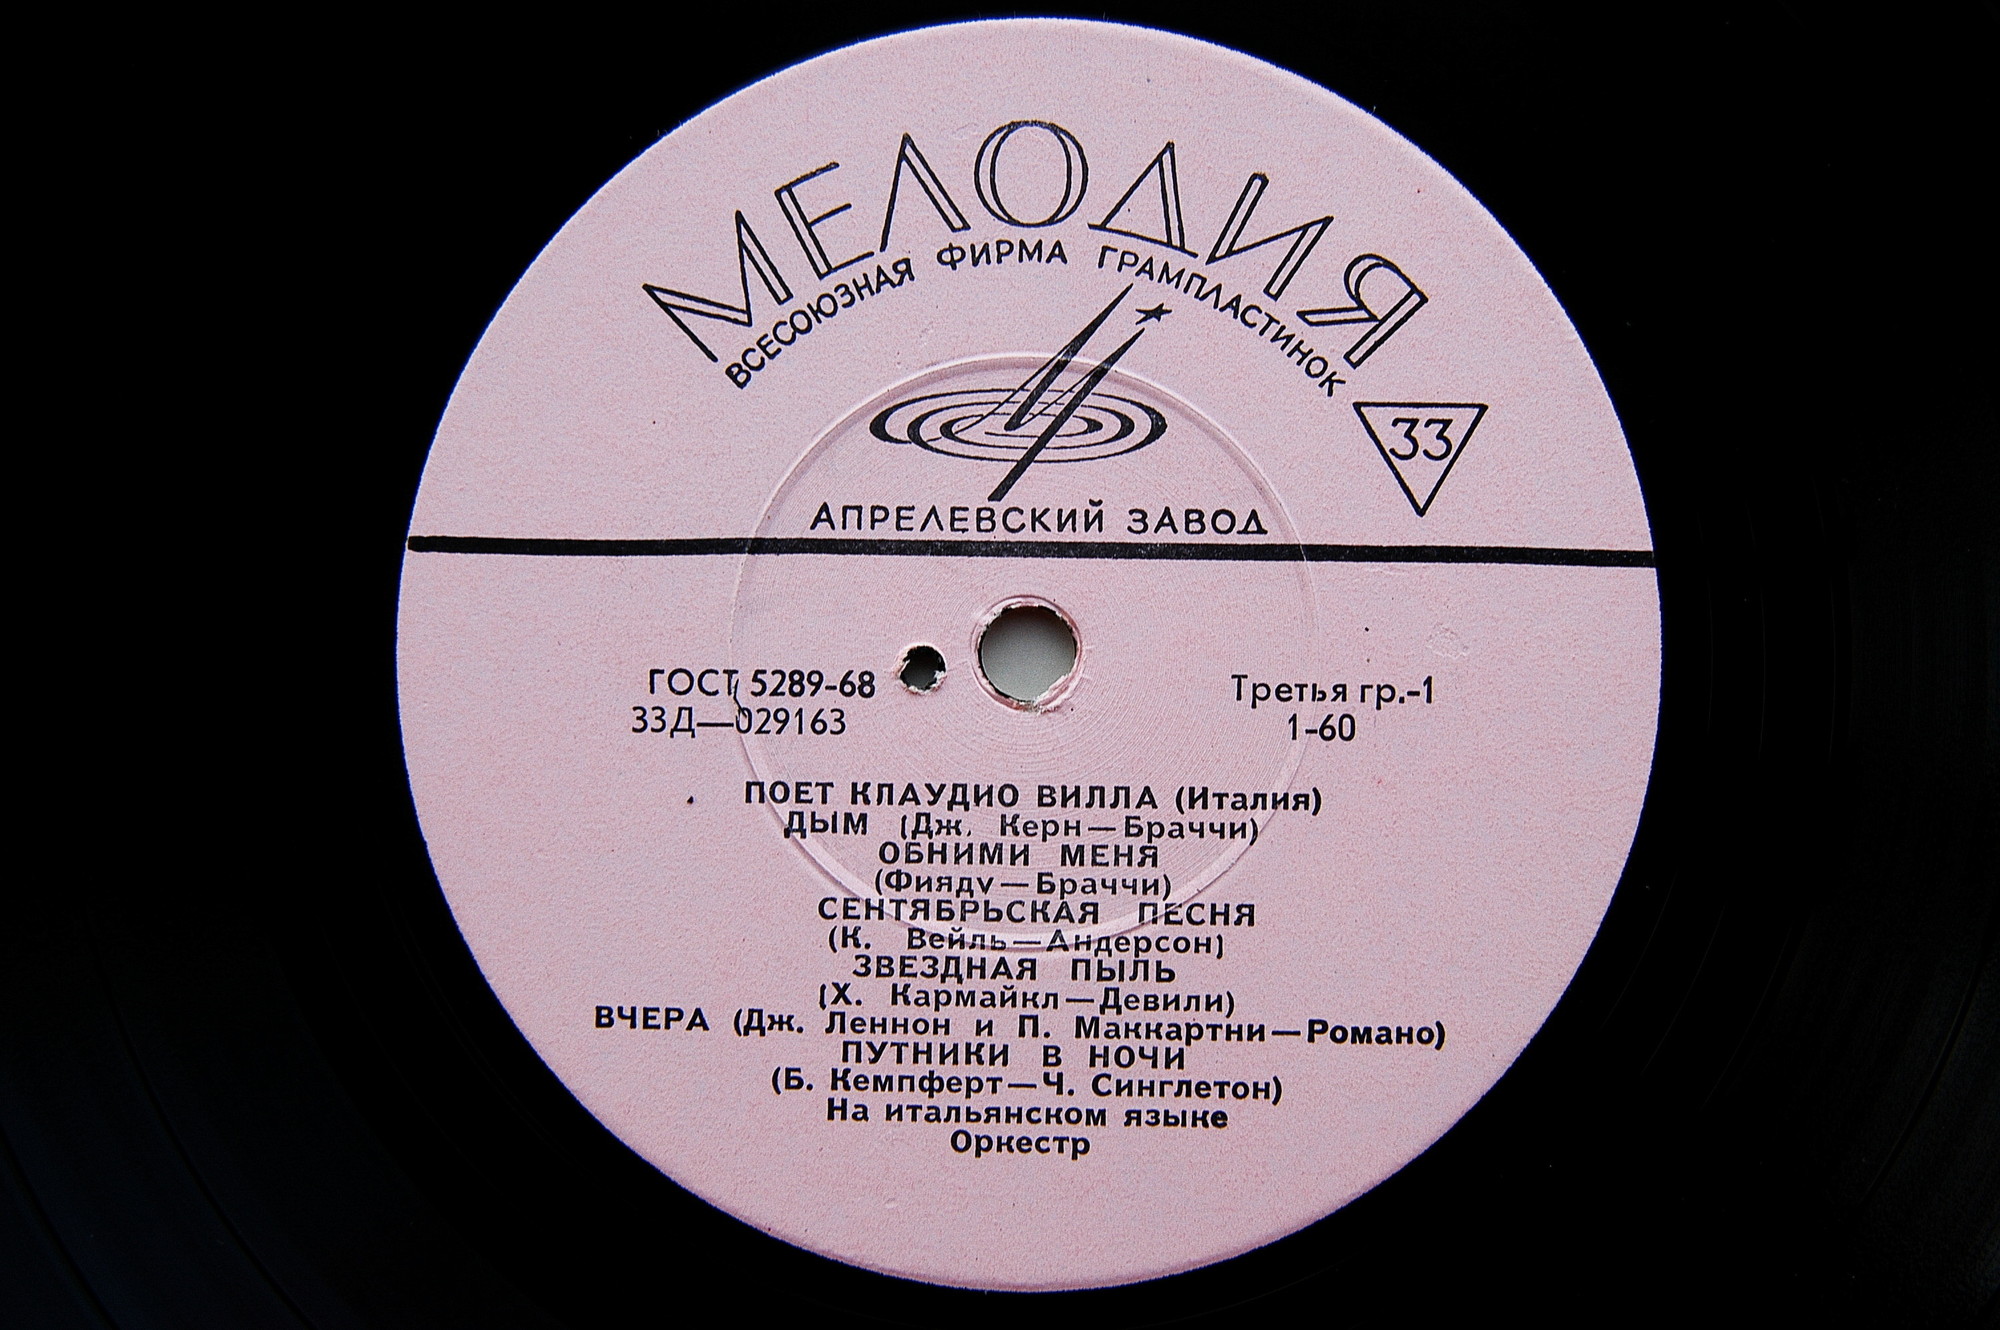 МЕЛОДИЯ
ВСЕСОЮЗНАЯ ФИРМА ГРАМПЛАСТИНОК
33
АПРЕЛЕВСКИЙ ЗАВОД
ГОСТ 5289-68
33Д—029163
Третья гр.-1
1-60
ПОЕТ КЛАУДИО ВИЛЛА (Италия)
ДЫМ (Дж. Керн—Браччи)
ОБНИМИ МЕНЯ
(Фияду—Браччи)
СЕНТЯБРЬСКАЯ ПЕСНЯ
(К. Вейль—Андерсон)
ЗВЕЗДНАЯ ПЫЛЬ
(Х. Кармайкл—Девили)
ВЧЕРА (Дж. Леннон и П. Маккартни—Романо)
ПУТНИКИ В НОЧИ
(Б. Кемпферт—Ч. Синглетон)
На итальянском языке
Оркестр